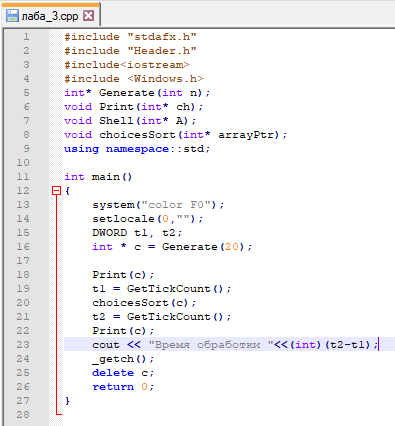 лаба_3.cpp
1 #include "stdafx.h"
2 #include "Header.h"
3 #include<iostream>
4 #include <Windows.h>
5 int* Generate(int n);
6 void Print(int* ch);
7 void Shell(int* A);
8 void choicesSort(int* arrayPtr);
9 using namespace::std;
10
11 int main()
12 {
13 system("color F0");
14 setlocale(0,"");
15 DWORD t1, t2;
16 int * c = Generate(20);
17
18 Print(c);
19 t1 = GetTickCount();
20 choicesSort(c);
21 t2 = GetTickCount();
22 Print(c);
23 cout << "Время обработки "<<(int)(t2-t1);
24 _getch();
25 delete c;
26 return 0;
27 }
28